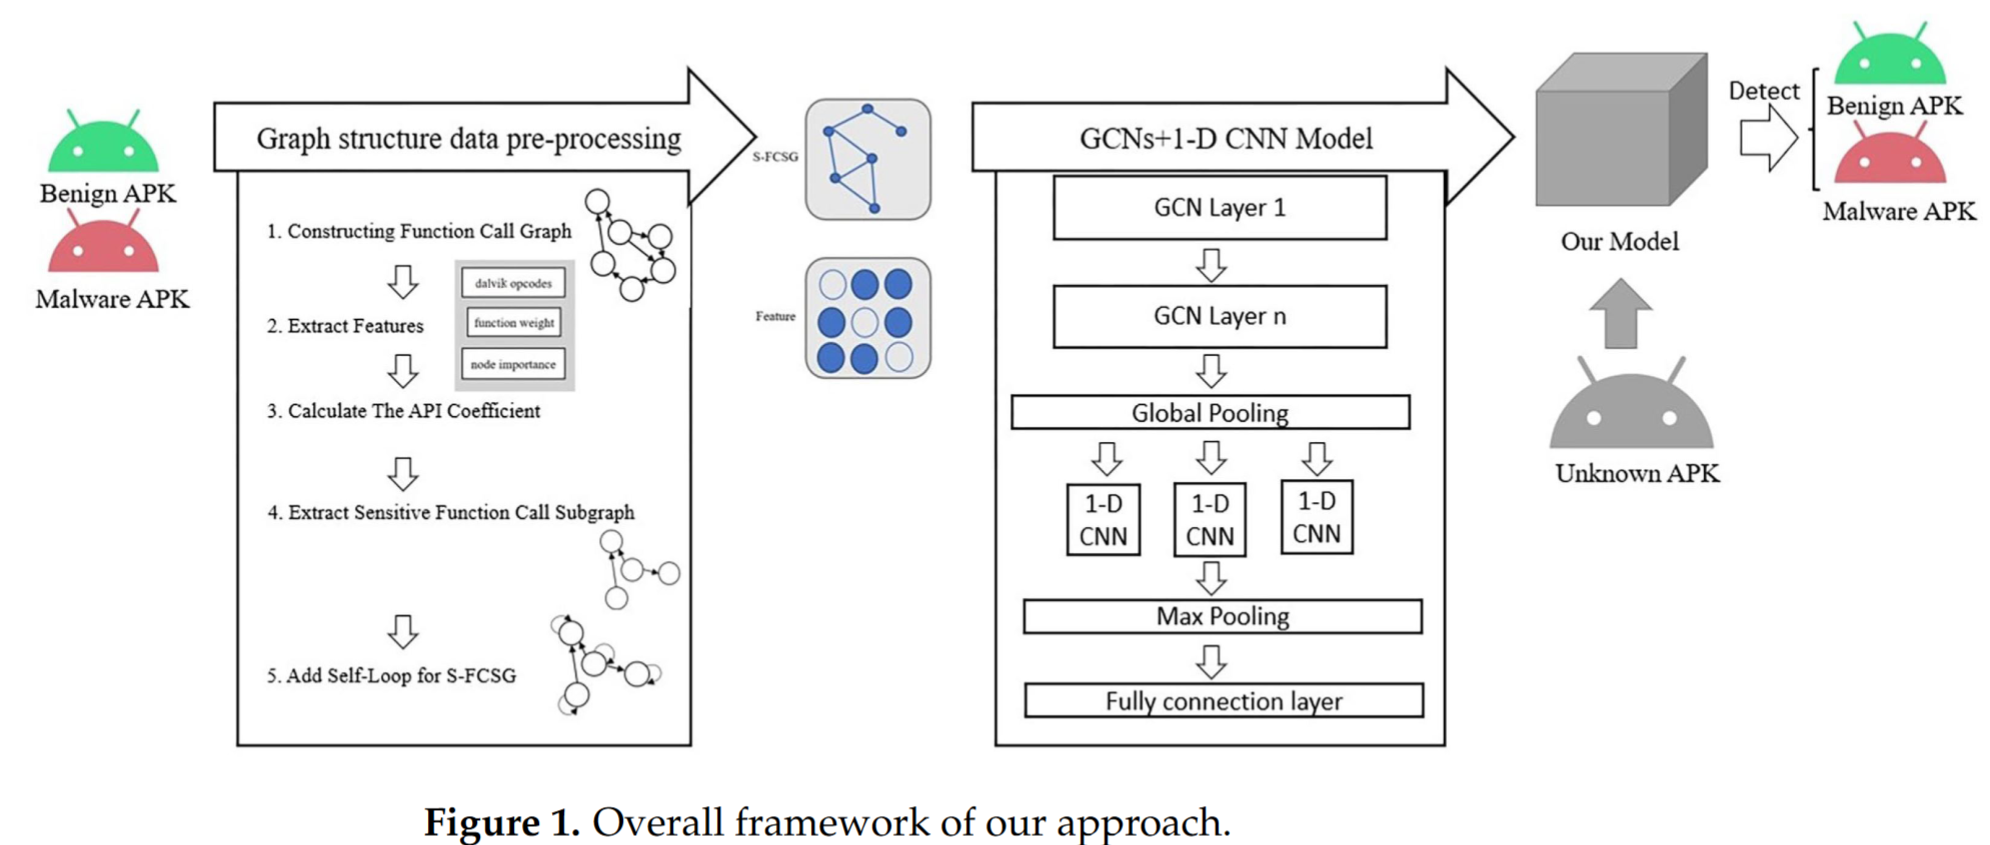 Benign APK
Malware APK
Graph structure data pre-processing
1. Constructing Function Call Graph
dalvik opcodes
function weight
node importance
2. Extract Features
3. Calculate The API Coefficient
4. Extract Sensitive Function Call Subgraph
5. Add Self-Loop for S-FCSG
S-FCSG
Feature
GCNs+1-D CNN Model
GCN Layer 1
GCN Layer n
Global Pooling
1-D
CNN
1-D
CNN
1-D
CNN
Max Pooling
Fully connection layer
Our Model
Unknown APK
Detect
Benign APK
Malware APK
Figure 1. Overall framework of our approach.